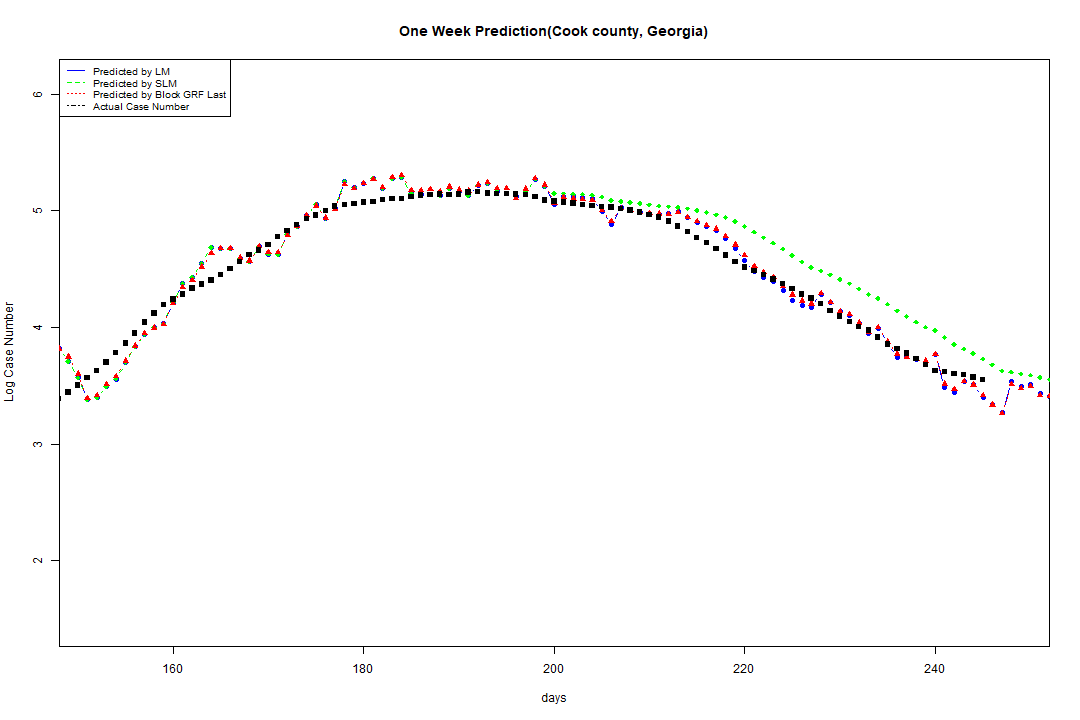 One Week Prediction(Cook county, Georgia)
Predicted by LM
Predicted by SLM
Predicted by Block GRF Last
Actual Case Number
6
5
4
3
2
Log Case Number
160 180 200 220 240
days